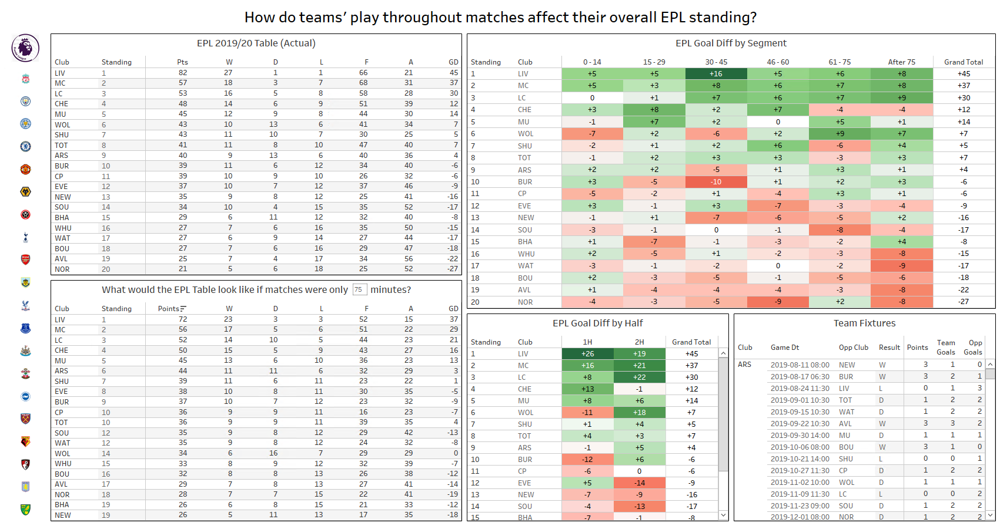 How do teams' play throughout matches affect their overall EPL standing?
EPL 2019/20 Table (Actual)
Club Standing Pts W D L F A GD
LIV 1 82 27 1 1 66 21 45
MC 2 57 18 3 7 68 31 37
LC 3 53 16 5 8 58 28 30
CHE 4 48 14 6 9 51 39 12
MU 5 45 12 9 8 44 30 14
WOL 6 43 10 13 6 41 34 7
SHU 7 43 11 10 7 30 25 5
TOT 8 41 11 8 10 47 40 7
ARS 9 40 9 13 6 40 36 4
BUR 10 39 11 6 12 34 40 -6
CP 11 39 10 9 10 26 32 -6
EVE 12 37 10 7 12 37 46 -9
NEW 13 35 9 8 12 25 41 -16
SOU 14 34 10 4 15 35 52 -17
BHA 15 29 6 11 12 32 40 -8
WHU 16 27 7 6 16 35 50 -15
WAT 17 27 6 9 14 27 44 -17
BOU 18 27 7 6 16 29 47 -18
AVL 19 25 7 4 17 34 56 -22
NOR 20 21 5 6 18 25 52 -27
What would the EPL Table look like if matches were only 75 minutes?
Club Standing Points W D L F A GD
LIV 1 72 23 3 3 52 15 37
MC 2 56 17 5 6 51 22 29
LC 3 52 14 10 5 44 23 21
CHE 4 50 15 5 9 43 27 16
MU 5 45 13 6 10 36 23 13
ARS 6 44 11 11 6 32 29 3
SHU 7 39 11 6 11 23 22 1
EVE 8 38 10 8 11 30 35 -5
BUR 9 37 10 7 12 23 32 -9
CP 10 36 9 9 11 16 23 -7
TOT 10 36 9 9 11 39 35 4
SOU 12 35 9 8 12 29 42 -13
WAT 12 35 9 8 12 24 32 -8
WOL 14 34 6 16 7 29 29 0
WHU 15 33 8 9 12 32 39 -7
BOU 16 32 8 8 13 26 38 -12
AVL 17 29 7 8 13 27 41 -14
NOR 18 28 7 7 15 22 41 -19
BHA 19 26 6 8 15 21 33 -12
NEW 19 26 5 11 13 17 35 -18
EPL Goal Diff by Segment
Standing Club 0 - 14 15 - 29 30 - 45 46 - 60 61 - 75 After 75 Grand Total
1 LIV +5 +5 +16 +5 +6 +8 +45
2 MC +5 +3 +8 +6 +7 +8 +37
3 LC 0 +1 +7 +6 +7 +9 +30
4 CHE +3 +8 +2 +7 -4 -4 +12
5 MU -1 +7 +2 0 +5 +1 +14
6 WOL -7 +2 -6 +2 +9 +7 +7
7 SHU -2 +1 +2 +6 -6 +4 +5
8 TOT -1 +2 +3 +3 -3 +3 +7
9 ARS +2 +2 -5 +1 +3 +1 +4
10 BUR +3 -5 -10 +1 +2 +3 -6
11 CP -5 -2 +1 -4 +3 +1 -6
12 EVE +3 -1 +3 -7 -3 -4 -9
13 NEW -1 +1 -7 -6 -5 +2 -16
14 SOU -3 -1 0 -1 -8 -4 -17
15 BHA +1 -7 -1 -3 -2 +4 -8
16 WHU +2 -5 +1 -2 -3 -8 -15
17 WAT -3 -1 -2 0 -2 -9 -17
18 BOU +2 -3 -5 -1 -5 -6 -18
19 AVL +1 -4 -4 -4 -3 -8 -22
20 NOR -4 -3 -5 -9 +2 -8 -27
EPL Goal Diff by Half
Standing Club 1H 2H Grand Total
1 LIV +26 +19 +45
2 MC +16 +21 +37
3 LC +8 +22 +30
4 CHE +13 -1 +12
5 MU +8 +6 +14
6 WOL -11 +18 +7
7 SHU +1 +4 +5
8 TOT +4 +3 +7
9 ARS -1 +5 +4
10 BUR -12 +6 -6
11 CP -6 0 -6
12 EVE +5 -14 -9
13 NEW -7 -9 -16
14 SOU -4 -13 -17
15 BHA -7 -1 -8
Team Fixtures
Club Game Dt Opp Club Result Points Team Goals Opp Goals
ARS 2019-08-11 08:00 NEW W 3 1 0
2019-08-17 06:30 BUR W 3 2 1
2019-08-24 11:30 LIV L 0 1 3
2019-09-01 10:30 TOT D 1 2 2
2019-09-15 10:30 WAT D 1 2 2
2019-09-22 10:30 AVL W 3 3 2
2019-09-30 14:00 MU D 1 1 1
2019-10-06 08:00 BOU W 3 1 0
2019-10-21 14:00 SHU L 0 0 1
2019-10-27 11:30 CP D 1 2 2
2019-11-02 10:00 WOL D 1 1 1
2019-11-09 11:30 LC L 0 0 2
2019-11-23 09:00 SOU D 1 2 2
2019-12-01 08:00 NOR D 1 2 2